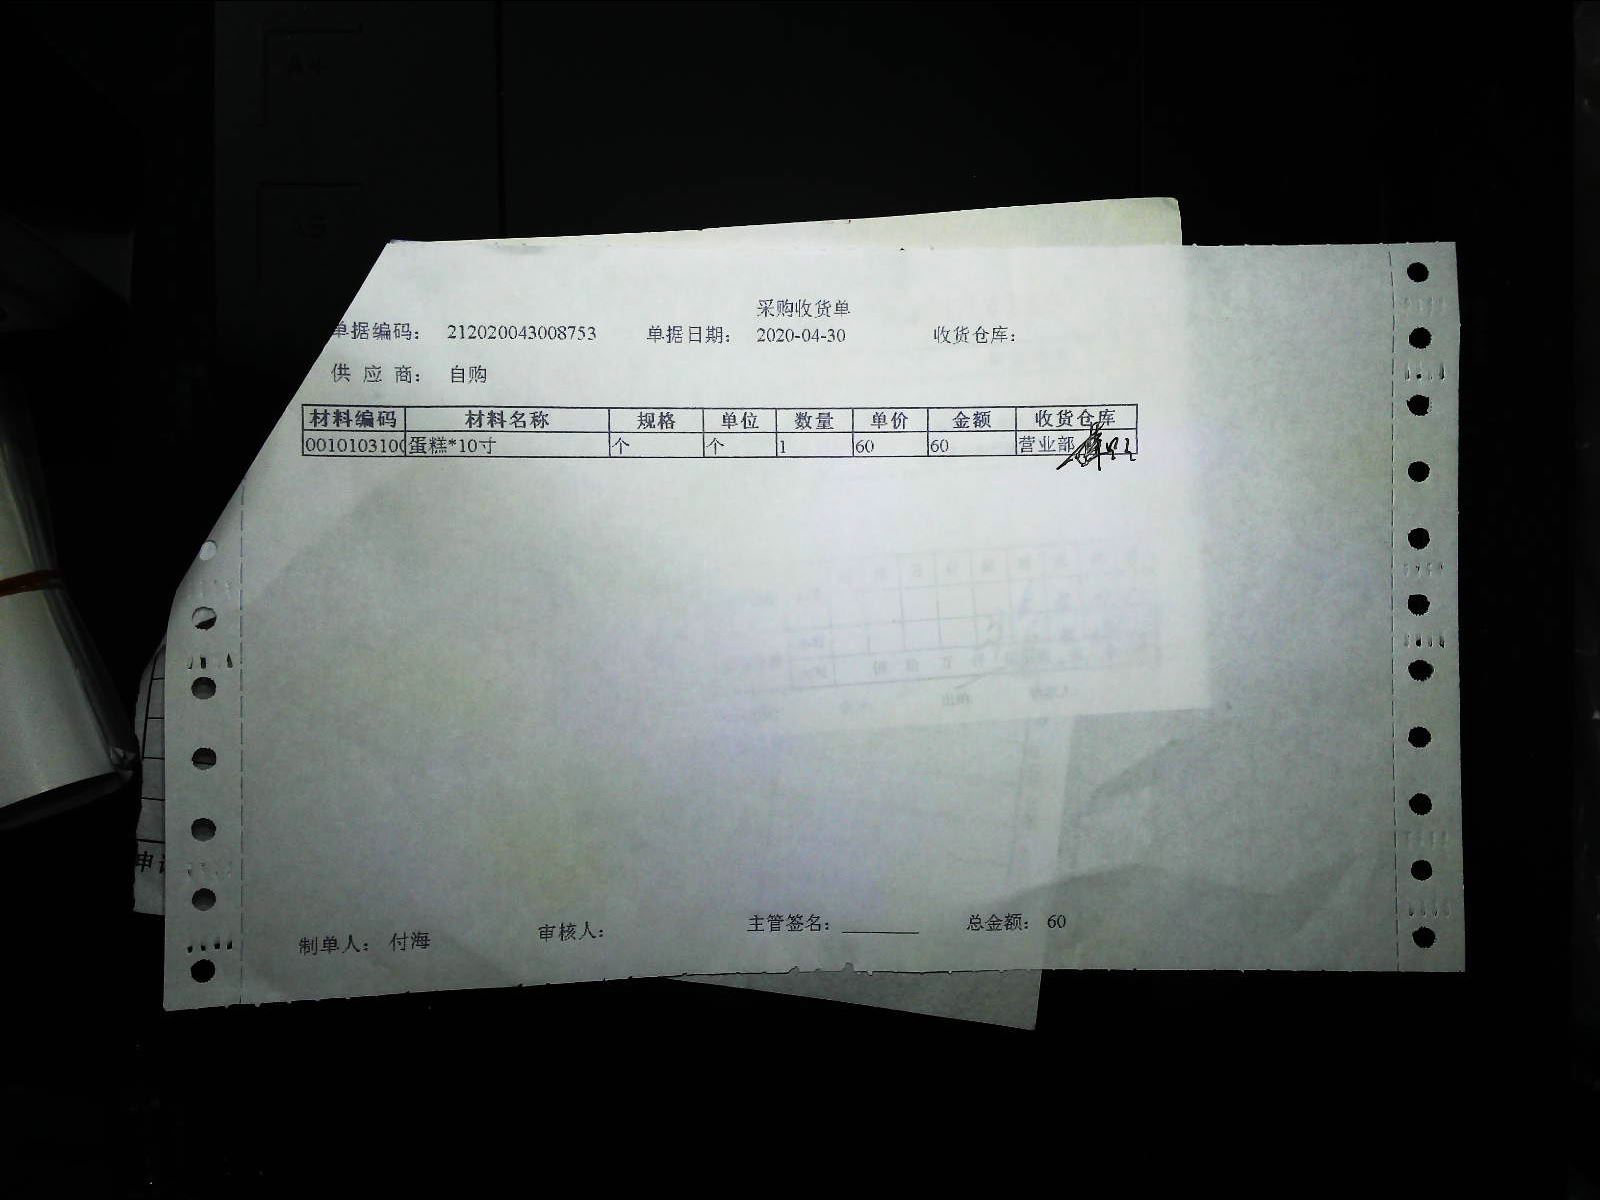 采购收货单
单据编码： 212020043008753 单据日期： 2020-04-30 收货仓库：
供 应 商： 自购
材料编码 材料名称 规格 单位 数量 单价 金额 收货仓库
0010103100 蛋糕*10寸 个 个 1 60 60 营业部
制单人： 付海 审核人： 主管签名：________ 总金额： 60